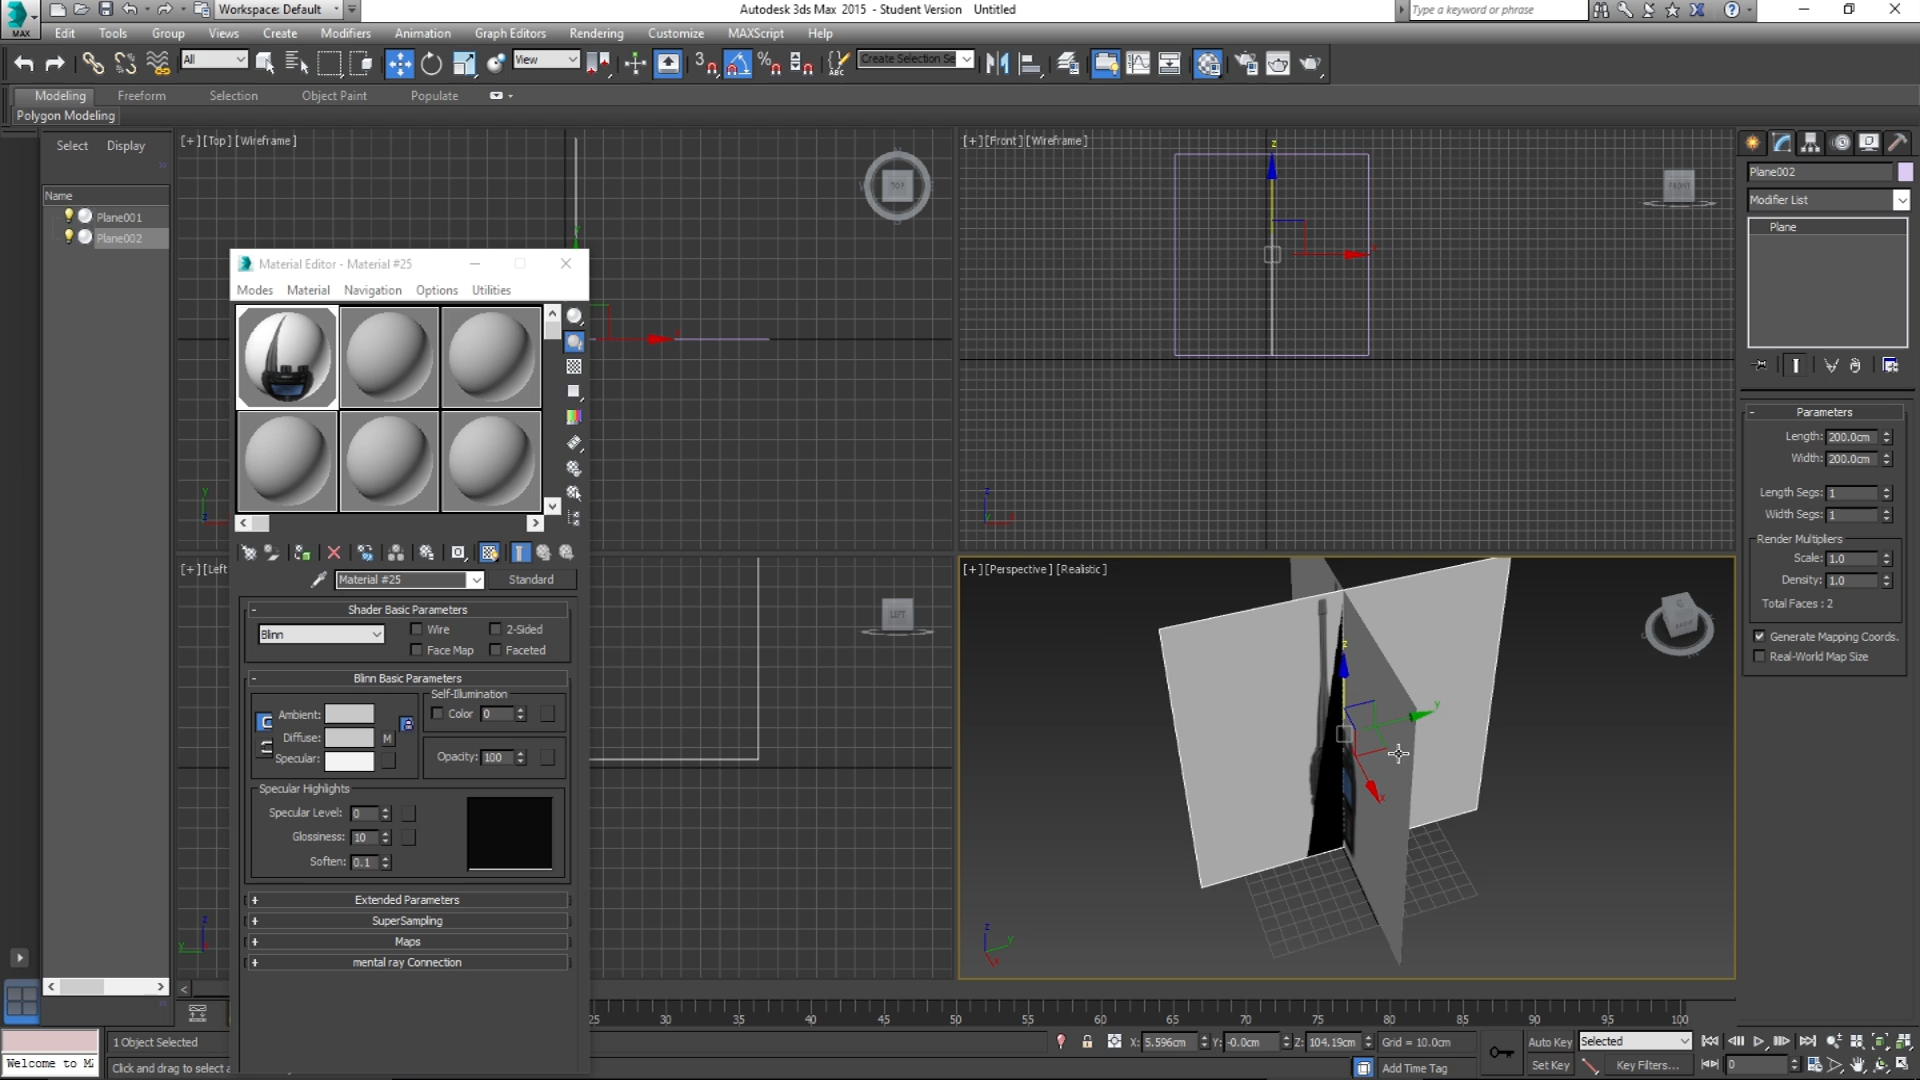 Workspace: Default
Autodesk 3ds Max 2015 - Student Version Untitled
Type a keyword or phrase
MAX
Edit Tools Group Views Create Modifiers Animation Graph Editors Rendering Customize MAXScript Help
All
View
3
Create Selection Se
Modeling Freeform Selection Object Paint Populate
Polygon Modeling
Select Display
Name
Plane001
Plane002
[+][Top][Wireframe]
TOP
[+][Front][Wireframe]
FRONT
z
Plane002
Modifier List
Plane
Material Editor - Material #25
Modes Material Navigation Options Utilities
Material #25
Standard
Shader Basic Parameters
Blinn
Wire
2-Sided
Face Map
Faceted
Blinn Basic Parameters
Self-Illumination
Ambient:
Color 0
Diffuse: M
Specular:
Opacity: 100
Specular Highlights
Specular Level: 0
Glossiness: 10
Soften: 0.1
+ Extended Parameters
+ SuperSampling
+ Maps
+ mental ray Connection
[+][Left
LEFT
[+][Perspective][Realistic]
z
y
x
- Parameters
Length: 200.0cm
Width: 200.0cm
Length Segs: 1
Width Segs: 1
Render Multipliers
Scale: 1.0
Density: 1.0
Total Faces : 2
Generate Mapping Coords.
Real-World Map Size
25 30 35 40 45 50 55 60 65 70 75 80 85 90 95 100
1 Object Selected
X: 5.596cm Y: -0.0cm Z: 104.19cm Grid = 10.0cm
Auto Key Selected
Welcome to M
Click and drag to select a
Add Time Tag
Set Key Key Filters...
0